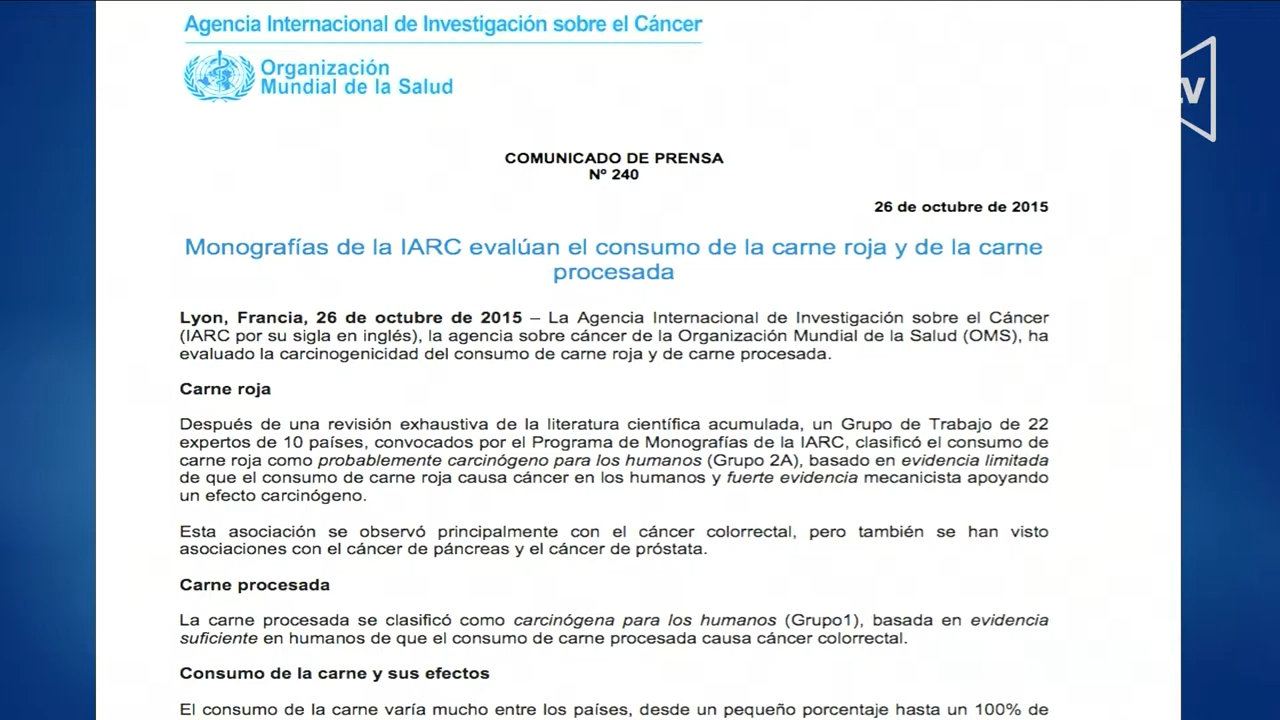 Agencia Internacional de Investigación sobre el Cáncer
Organización
Mundial de la Salud
TV
COMUNICADO DE PRENSA
Nº 240
26 de octubre de 2015
Monografías de la IARC evalúan el consumo de la carne roja y de la carne
procesada
Lyon, Francia, 26 de octubre de 2015 – La Agencia Internacional de Investigación sobre el Cáncer
(IARC por su sigla en inglés), la agencia sobre cáncer de la Organización Mundial de la Salud (OMS), ha
evaluado la carcinogenicidad del consumo de carne roja y de carne procesada.
Carne roja
Después de una revisión exhaustiva de la literatura científica acumulada, un Grupo de Trabajo de 22
expertos de 10 países, convocados por el Programa de Monografías de la IARC, clasificó el consumo de
carne roja como probablemente carcinógeno para los humanos (Grupo 2A), basado en evidencia limitada
de que el consumo de carne roja causa cáncer en los humanos y fuerte evidencia mecanicista apoyando
un efecto carcinógeno.
Esta asociación se observó principalmente con el cáncer colorrectal, pero también se han visto
asociaciones con el cáncer de páncreas y el cáncer de próstata.
Carne procesada
La carne procesada se clasificó como carcinógena para los humanos (Grupo1), basada en evidencia
suficiente en humanos de que el consumo de carne procesada causa cáncer colorrectal.
Consumo de la carne y sus efectos
El consumo de la carne varía mucho entre los países, desde un pequeño porcentaje hasta un 100% de